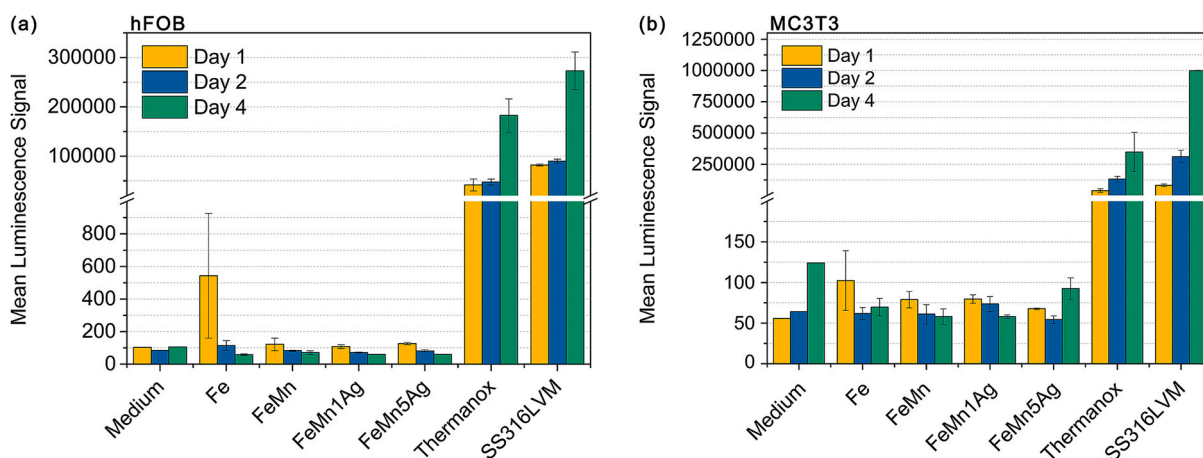 (a) hFOB
Mean Luminescence Signal
300000
200000
100000
800
600
400
200
0
Day 1
Day 2
Day 4
Medium
Fe
FeMn
FeMn1Ag
FeMn5Ag
Thermanox
SS316LVM
(b) MC3T3
Mean Luminescence Signal
1250000
1000000
750000
500000
250000
150
100
50
0
Day 1
Day 2
Day 4
Medium
Fe
FeMn
FeMn1Ag
FeMn5Ag
Thermanox
SS316LVM